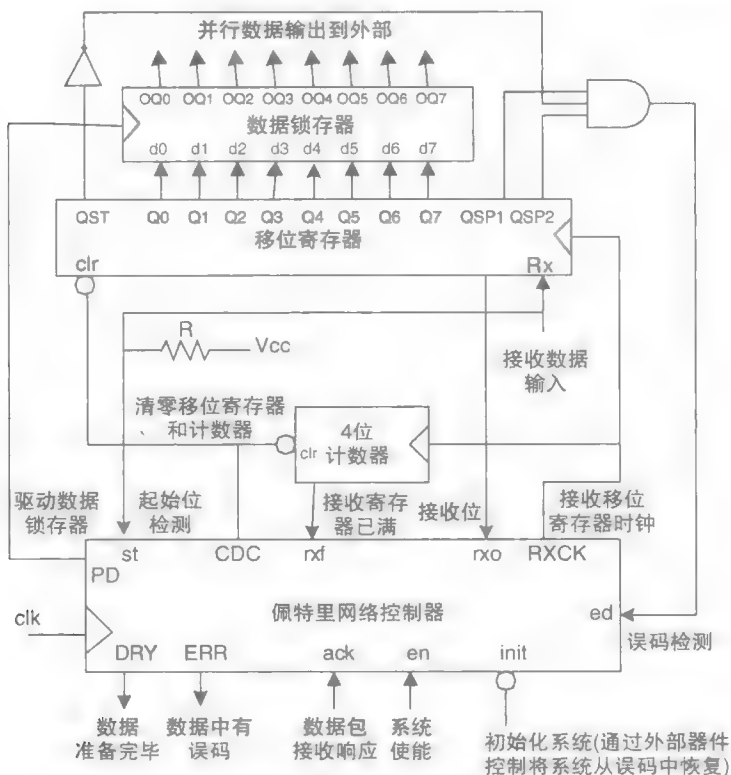 并行数据输出到外部
OQ0 OQ1 OQ2 OQ3 OQ4 OQ5 OQ6 OQ7
数据锁存器
d0 d1 d2 d3 d4 d5 d6 d7
QST Q0 Q1 Q2 Q3 Q4 Q5 Q6 Q7 QSP1 QSP2
移位寄存器
clr
Rx
R
Vcc
接收数据
输入
清零移位寄存器
和计数器
4位
计数器
clr
驱动数据
锁存器
起始位
检测
接收寄存
器已满
接收位
接收移位
寄存器时钟
st CDC rxf rxo RXCK
PD
佩特里网络控制器
clk
ed
误码检测
DRY ERR ack en init
数据
准备完毕
数据中有
误码
数据包
接收响应
系统
使能
初始化系统(通过外部器件
控制将系统从误码中恢复)